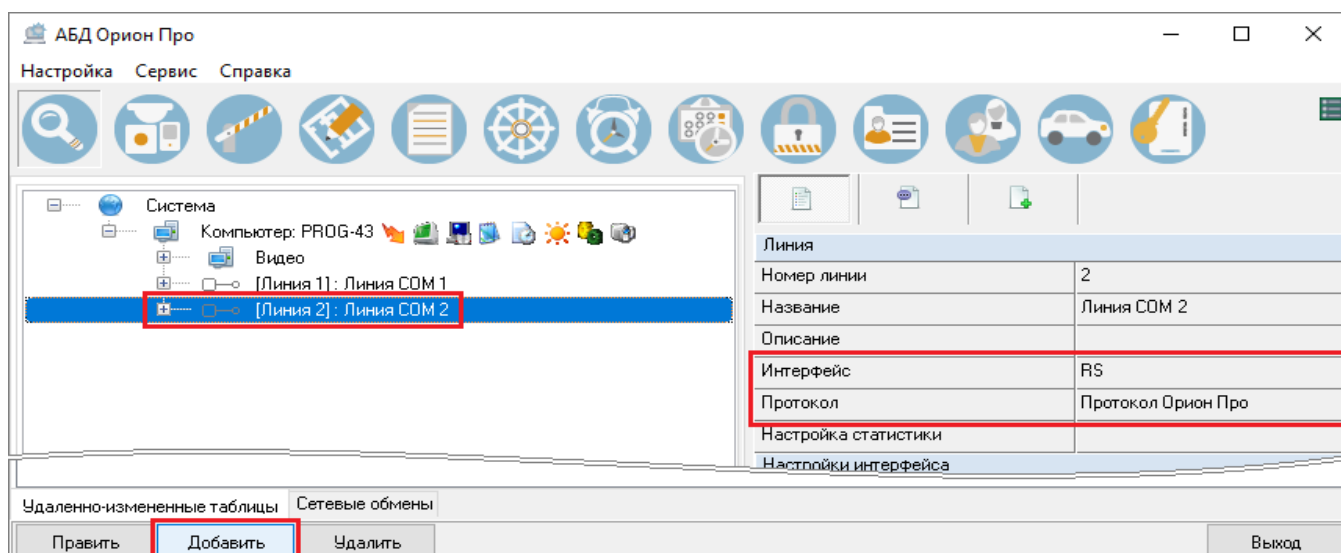 АБД Орион Про
Настройка Сервис Справка
Система
Компьютер: PROG-43
Видео
[Линия 1] : Линия COM 1
[Линия 2] : Линия COM 2
Линия
Номер линии 2
Название Линия COM 2
Описание
Интерфейс RS
Протокол Протокол Орион Про
Настройка статистики
Настройки интерфейса
Удаленно-измененные таблицы Сетевые обмены
Править Добавить Удалить Выход